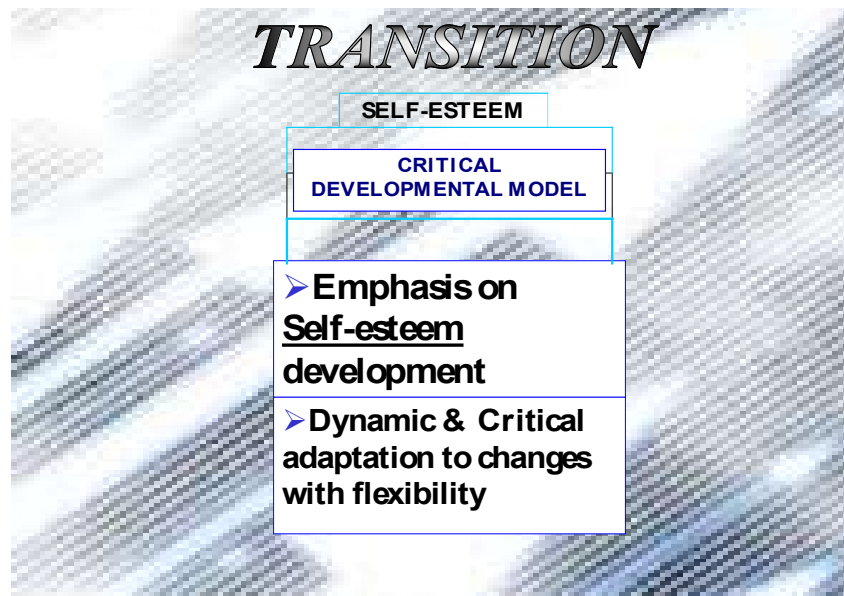 TRANSITION
SELF-ESTEEM
CRITICAL
DEVELOPMENTAL MODEL
➢Emphasis on
Self-esteem
development
➢Dynamic & Critical
adaptation to changes
with flexibility